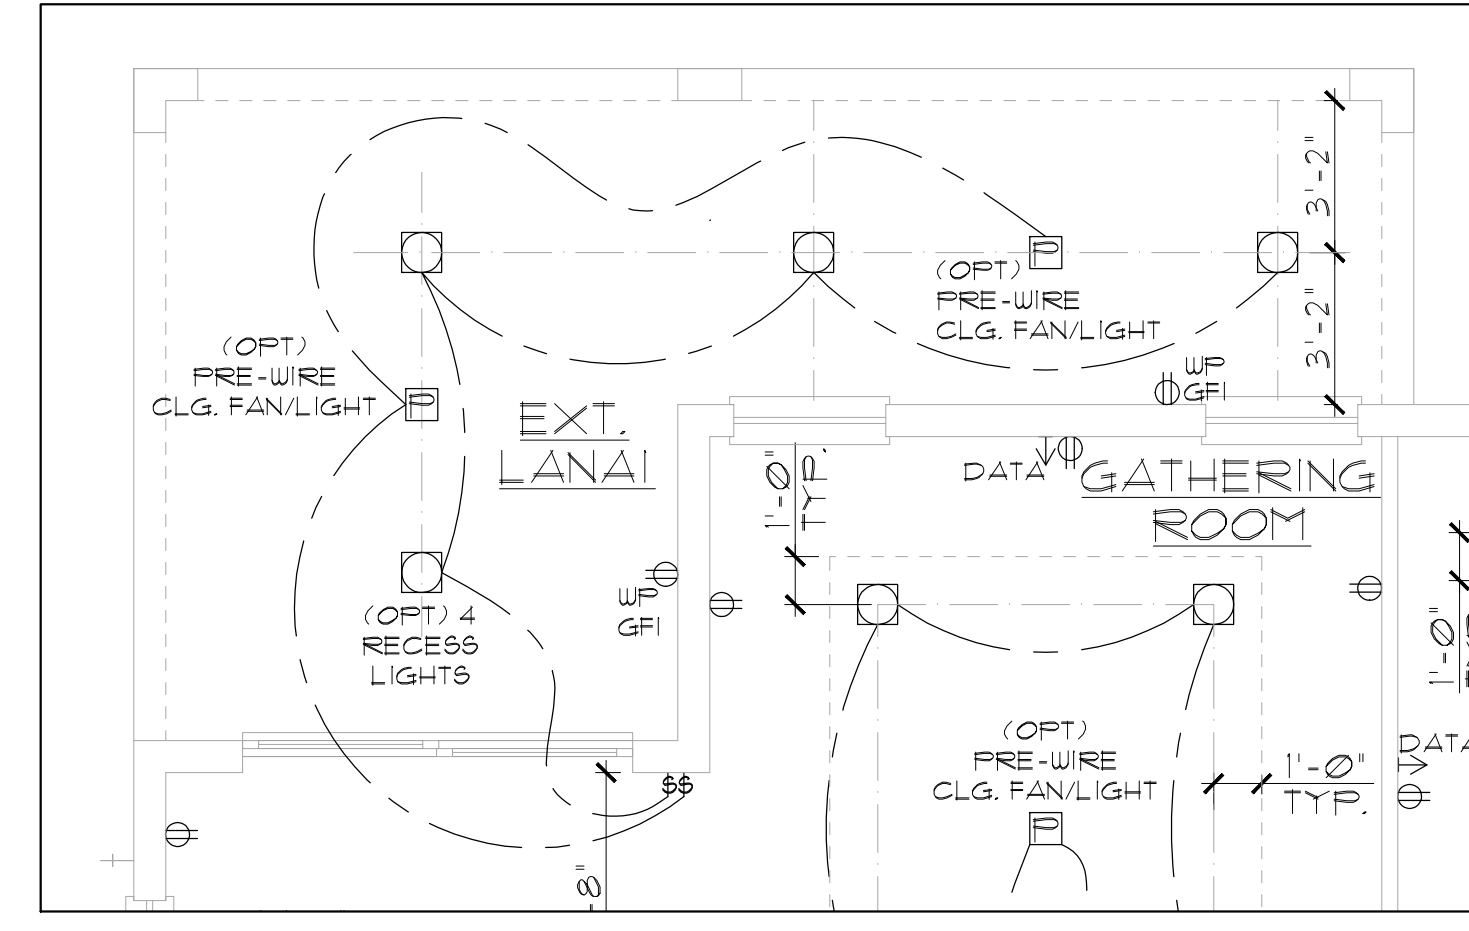 3'-2"
P
(OPT)
PRE-WIRE
CLG. FAN/LIGHT
3'-2"
(OPT)
PRE-WIRE
CLG. FAN/LIGHT
P
WP
GFI
EXT.
LANAI
1'-0"
TYP.
DATA
GATHERING
ROOM
WP
GFI
(OPT) 4
RECESS
LIGHTS
1'-0"
(OPT)
PRE-WIRE
CLG. FAN/LIGHT
P
1'-0"
TYP.
DATA
$$